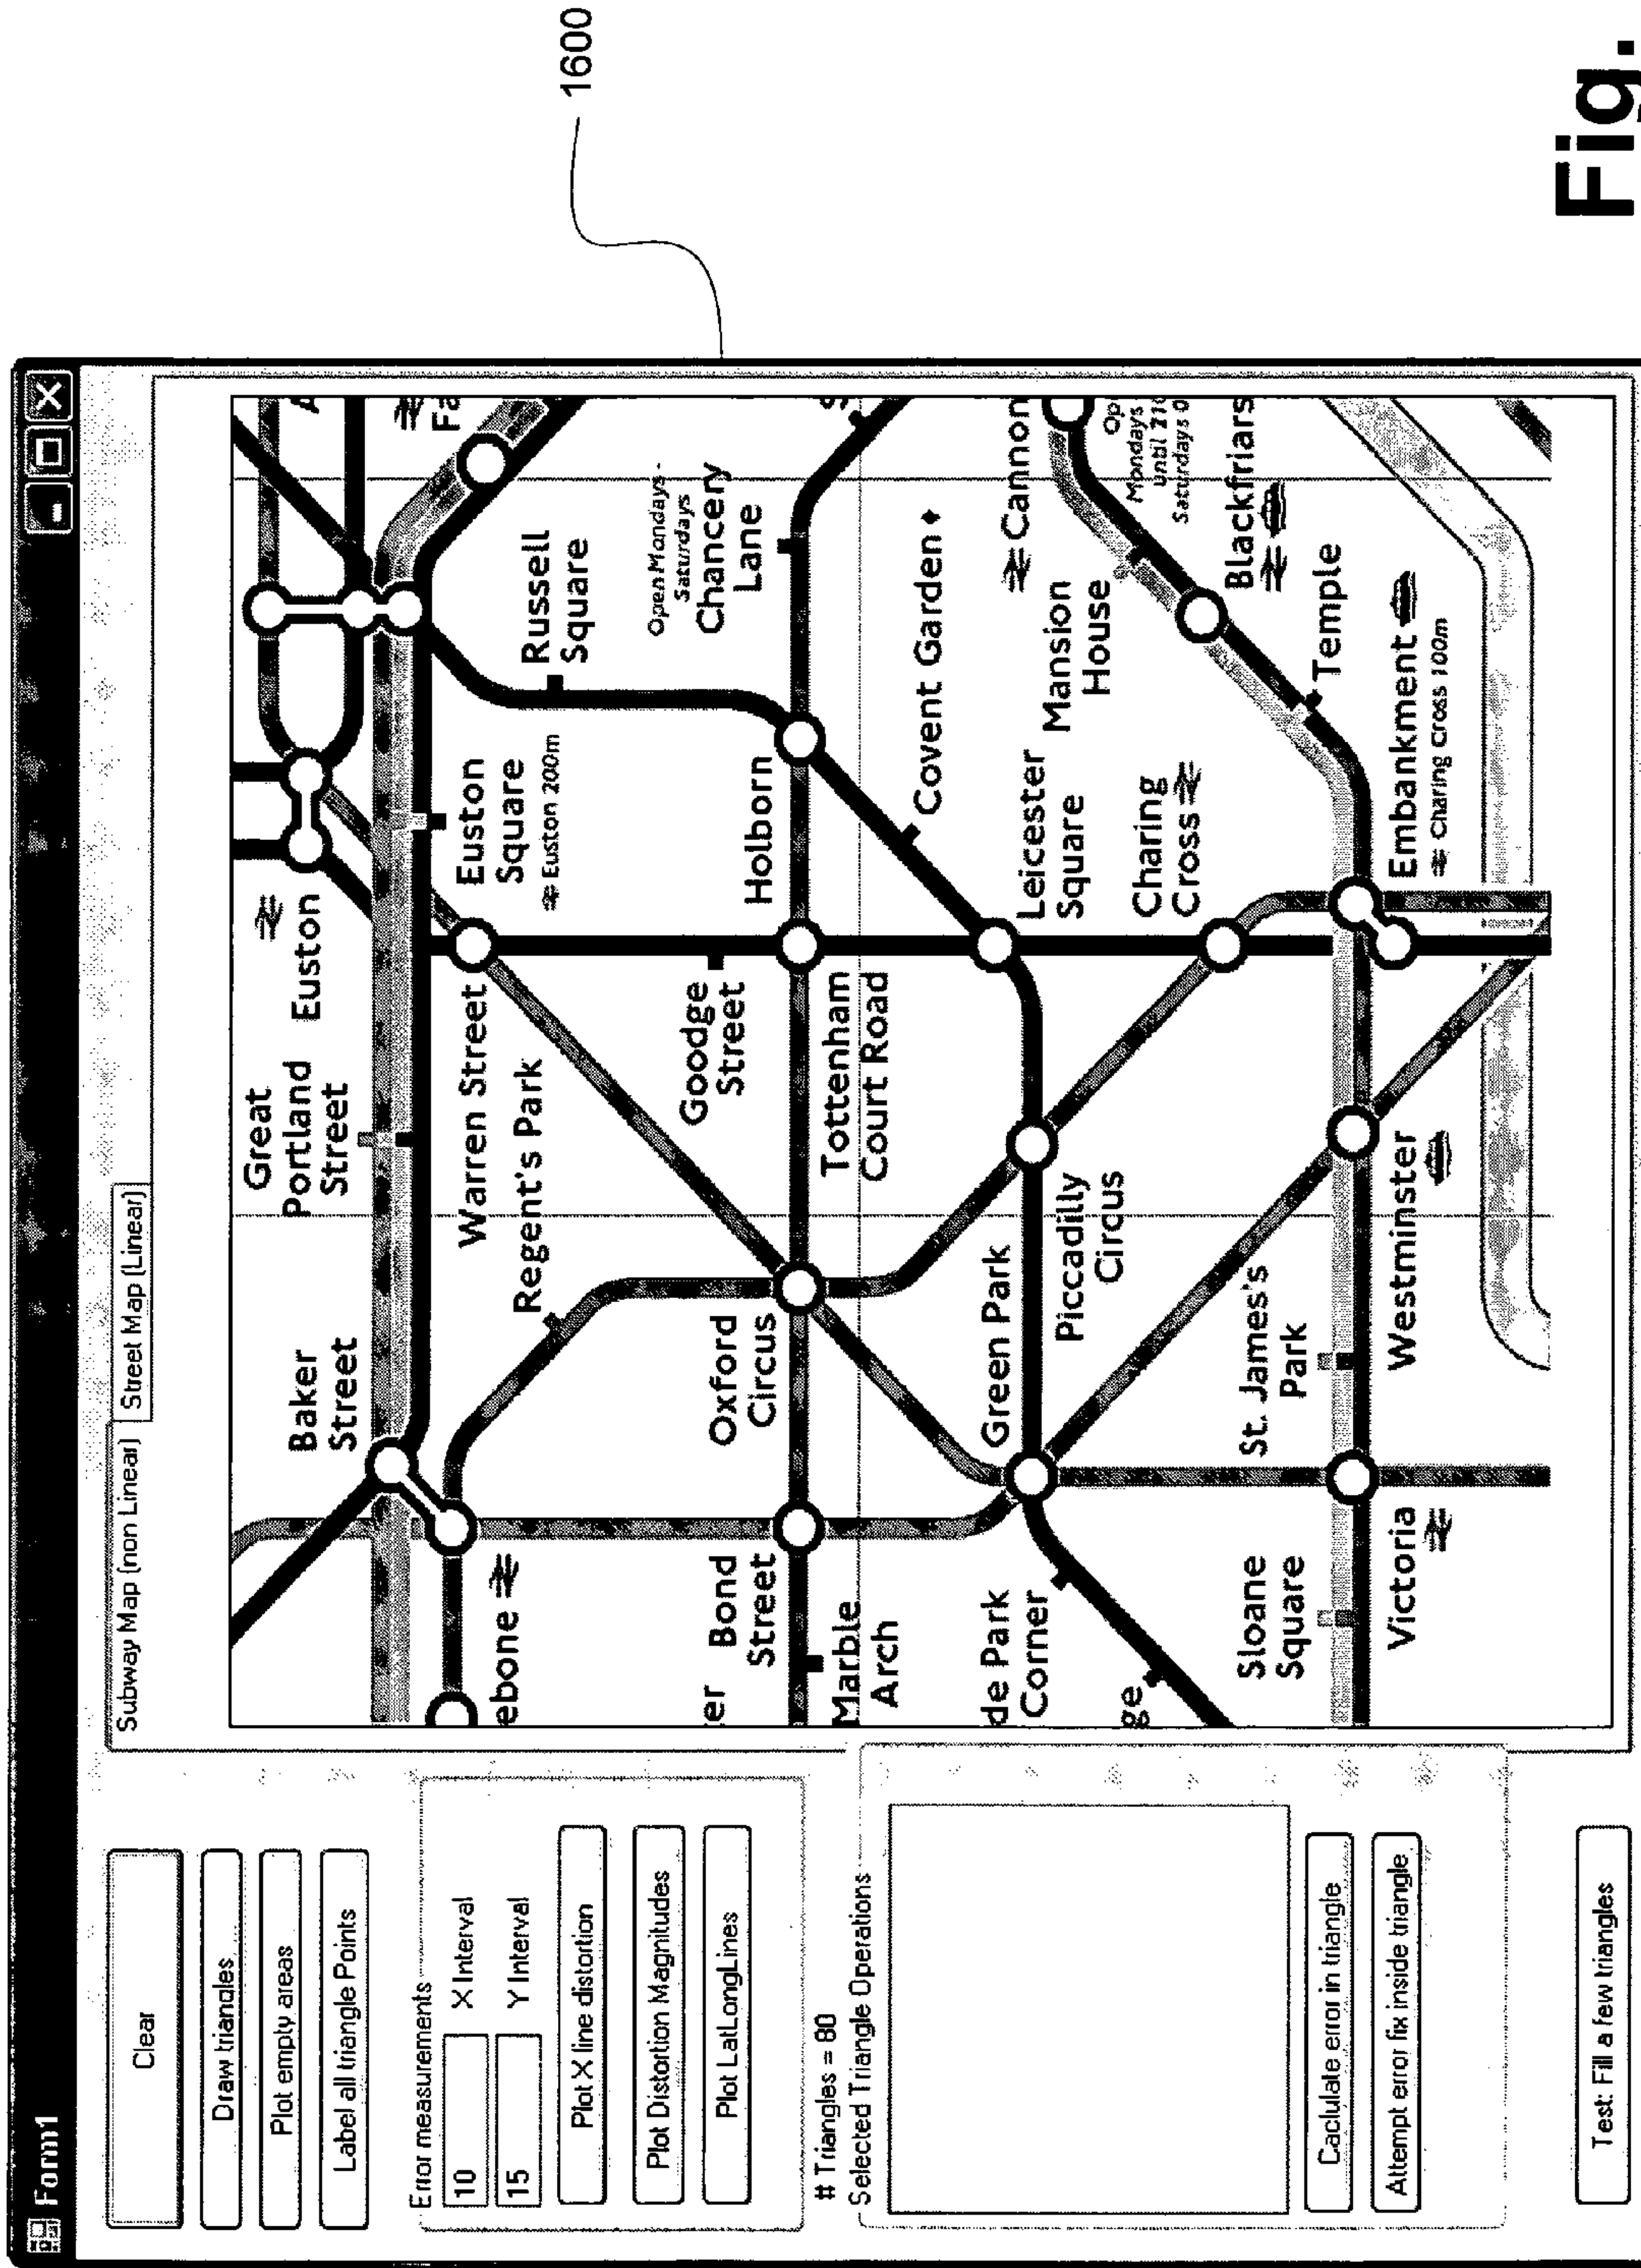 Form1
Clear
Draw triangles
Plot empty areas
Label all triangle Points
Error measurements
10 X Interval
15 Y Interval
Plot X line distortion
Plot Distortion Magnitudes
Plot LatLongLines
# Triangles = 80
Selected Triangle Operations
Caclulate error in triangle
Attempt error fix inside triangle
Test: Fill a few triangles
Subway Map (non Linear)
Street Map (Linear)
Baker
Street
Great
Portland
Street
Euston
Fa
ebone
Warren Street
Regent's Park
Euston
Square
Euston 200m
Russell
Square
Open Mondays -
Saturdays
Chancery
Lane
er
Bond
Street
Oxford
Circus
Goodge
Street
Holborn
Marble
Arch
Tottenham
Court Road
Covent Garden
de Park
Corner
Green Park
Piccadilly
Circus
Leicester
Square
Cannon
Mansion
House
Op
Mondays
until
Saturdays
ge
Charing
Cross
Blackfriars
Sloane
Square
St. James's
Park
Temple
Victoria
Westminster
Embankment
Charing Cross 100m
1600
Fig.